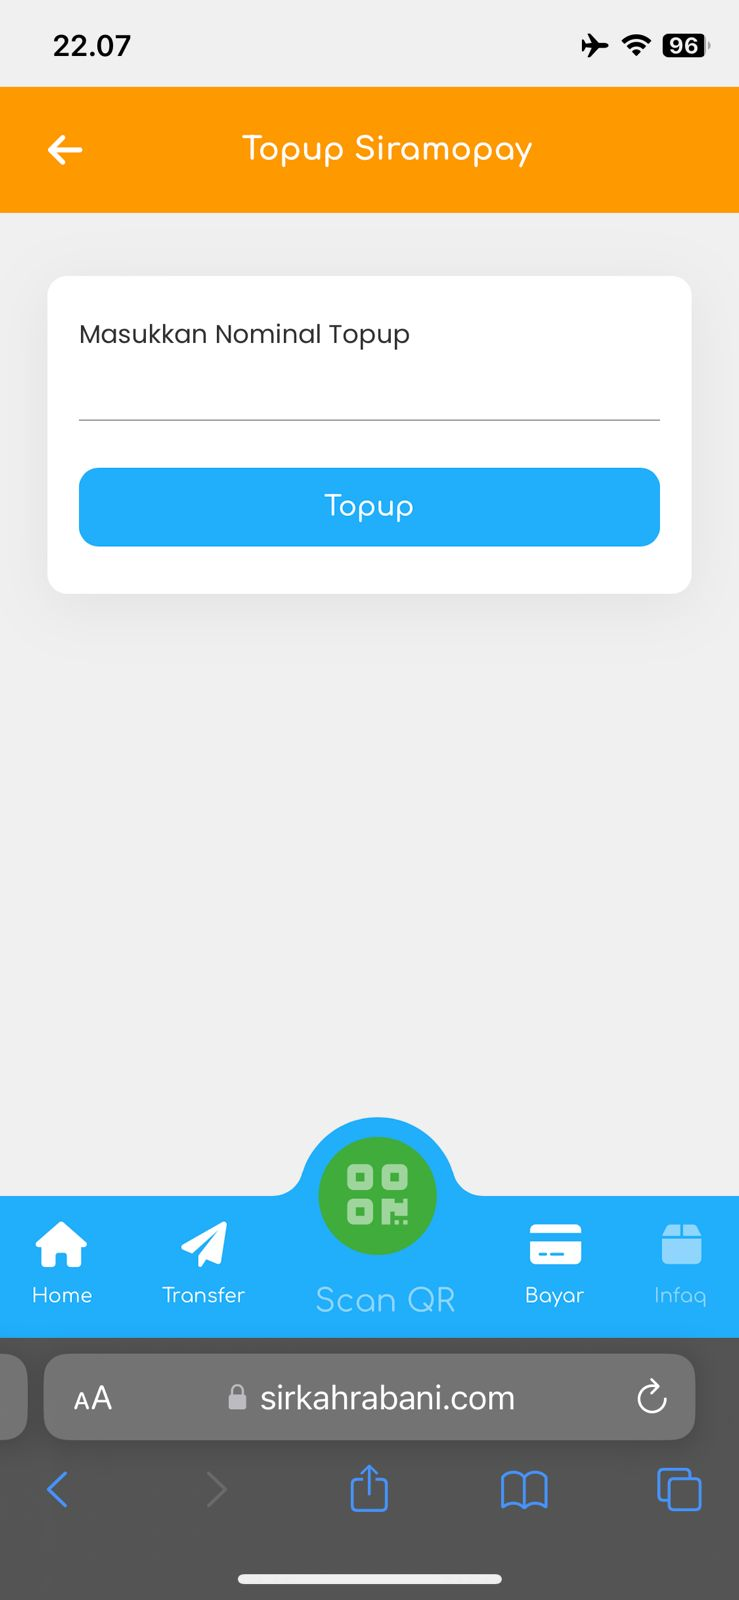 22.07
96
Topup Siramopay
Masukkan Nominal Topup
Topup
Home
Transfer
Scan QR
Bayar
Infaq
AA
sirkahrabani.com